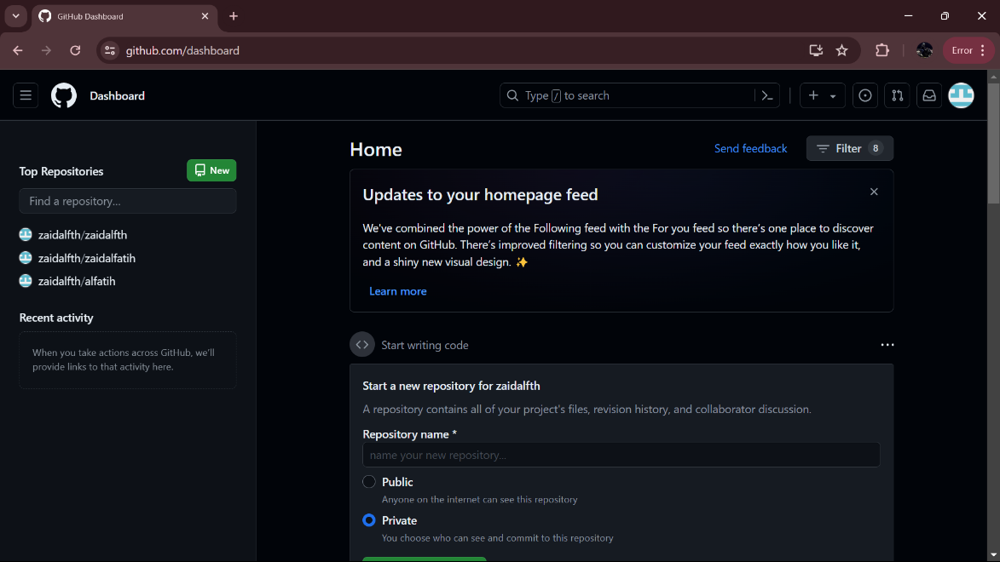 GitHub Dashboard
github.com/dashboard
Error
Dashboard
Type / to search
Top Repositories
New
Find a repository...
zaidalfth/zaidalfth
zaidalfth/zaidalfatih
zaidalfth/alfatih
Recent activity
When you take actions across GitHub, we'll
provide links to that activity here.
Home
Send feedback
Filter 8
Updates to your homepage feed
We've combined the power of the Following feed with the For you feed so there's one place to discover
content on GitHub. There's improved filtering so you can customize your feed exactly how you like it,
and a shiny new visual design. ✨
Learn more
Start writing code
Start a new repository for zaidalfth
A repository contains all of your project's files, revision history, and collaborator discussion.
Repository name *
name your new repository...
Public
Anyone on the internet can see this repository
Private
You choose who can see and commit to this repository